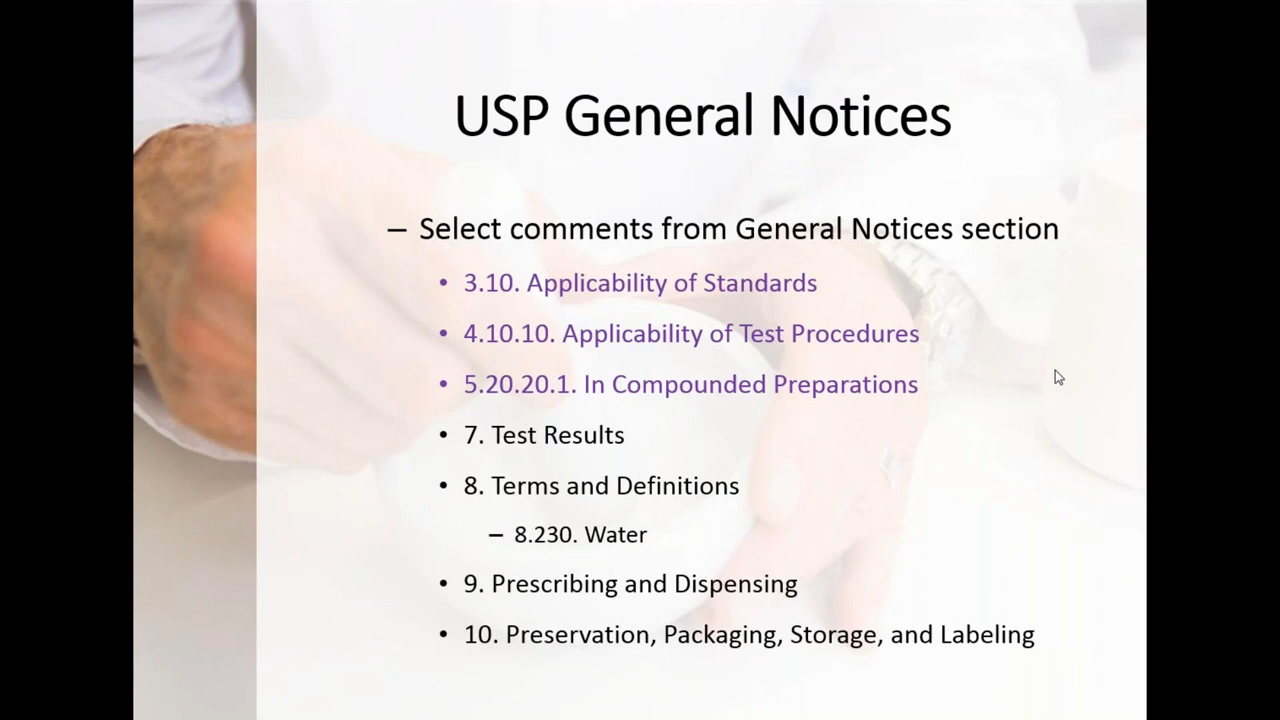 USP General Notices
– Select comments from General Notices section
• 3.10. Applicability of Standards
• 4.10.10. Applicability of Test Procedures
• 5.20.20.1. In Compounded Preparations
• 7. Test Results
• 8. Terms and Definitions
– 8.230. Water
• 9. Prescribing and Dispensing
• 10. Preservation, Packaging, Storage, and Labeling